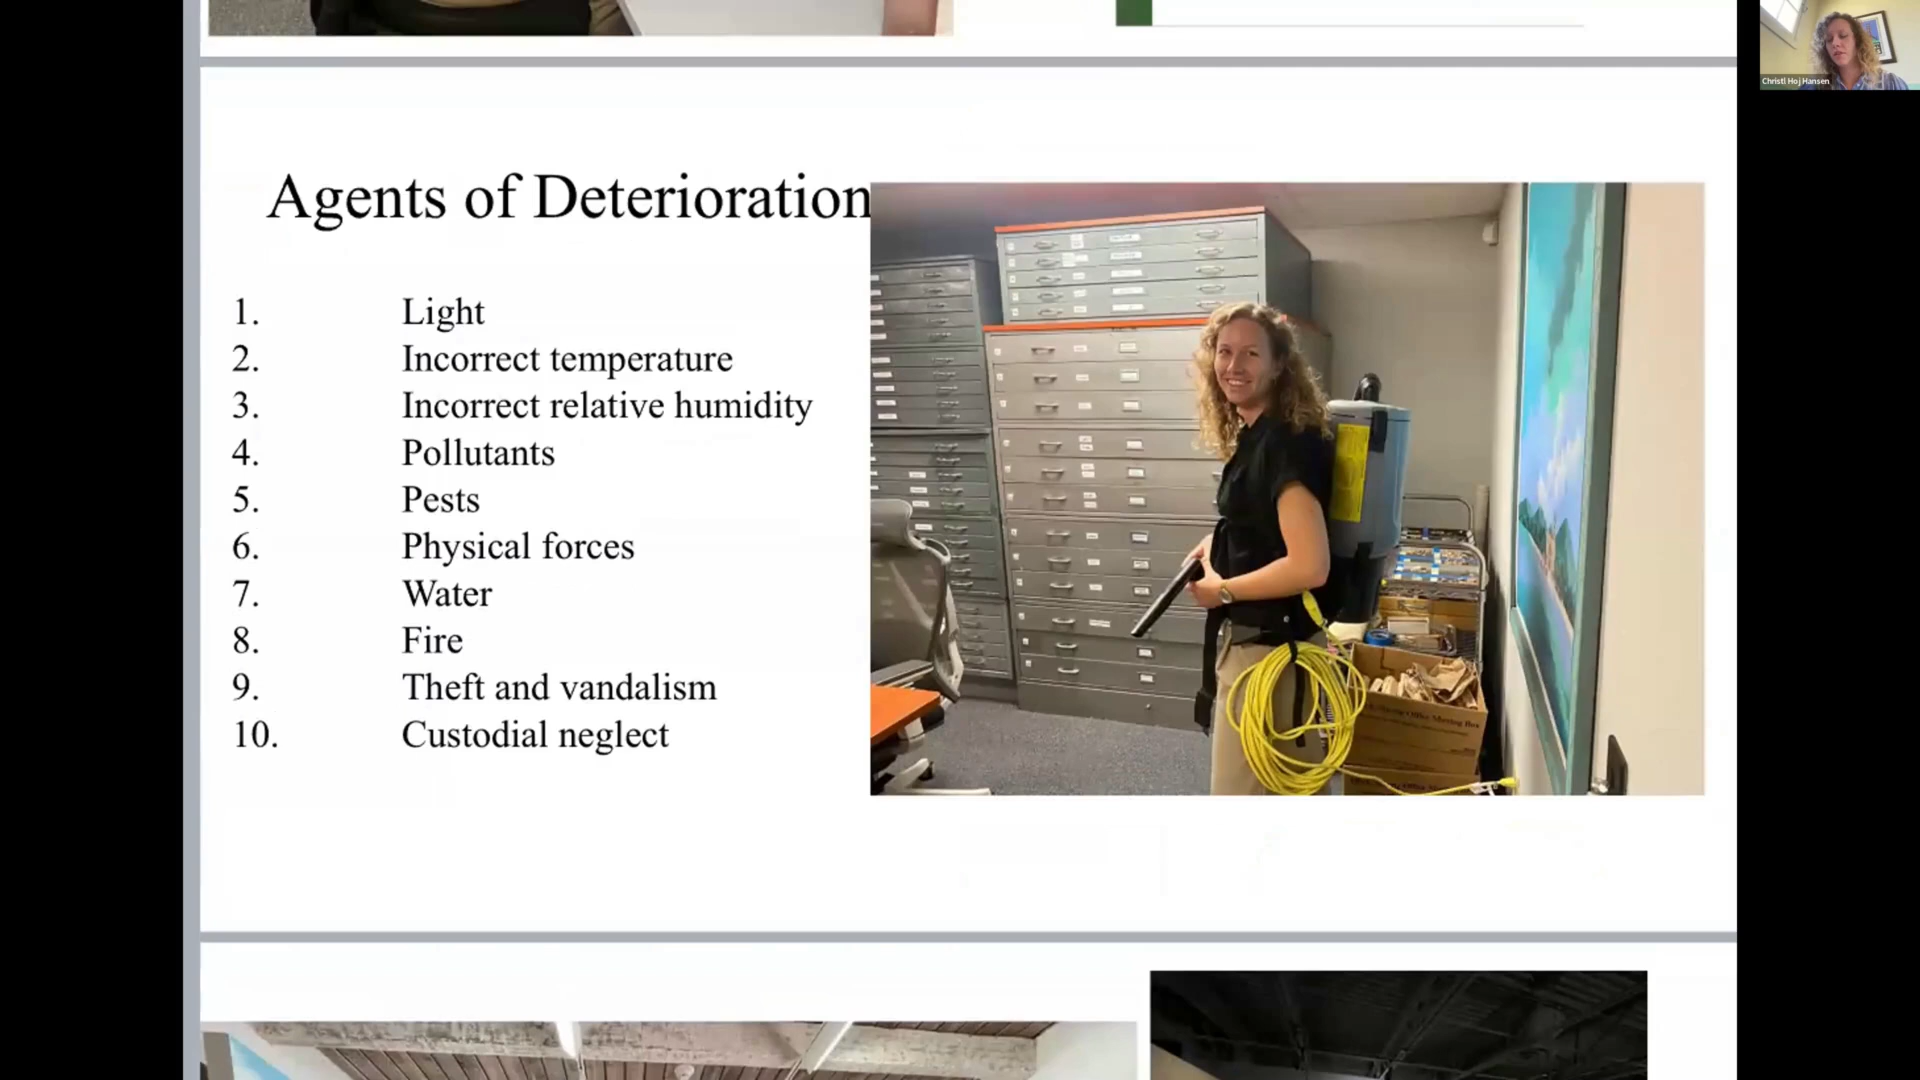 Christl Hoj Hansen
Agents of Deterioration
1. Light
2. Incorrect temperature
3. Incorrect relative humidity
4. Pollutants
5. Pests
6. Physical forces
7. Water
8. Fire
9. Theft and vandalism
10. Custodial neglect